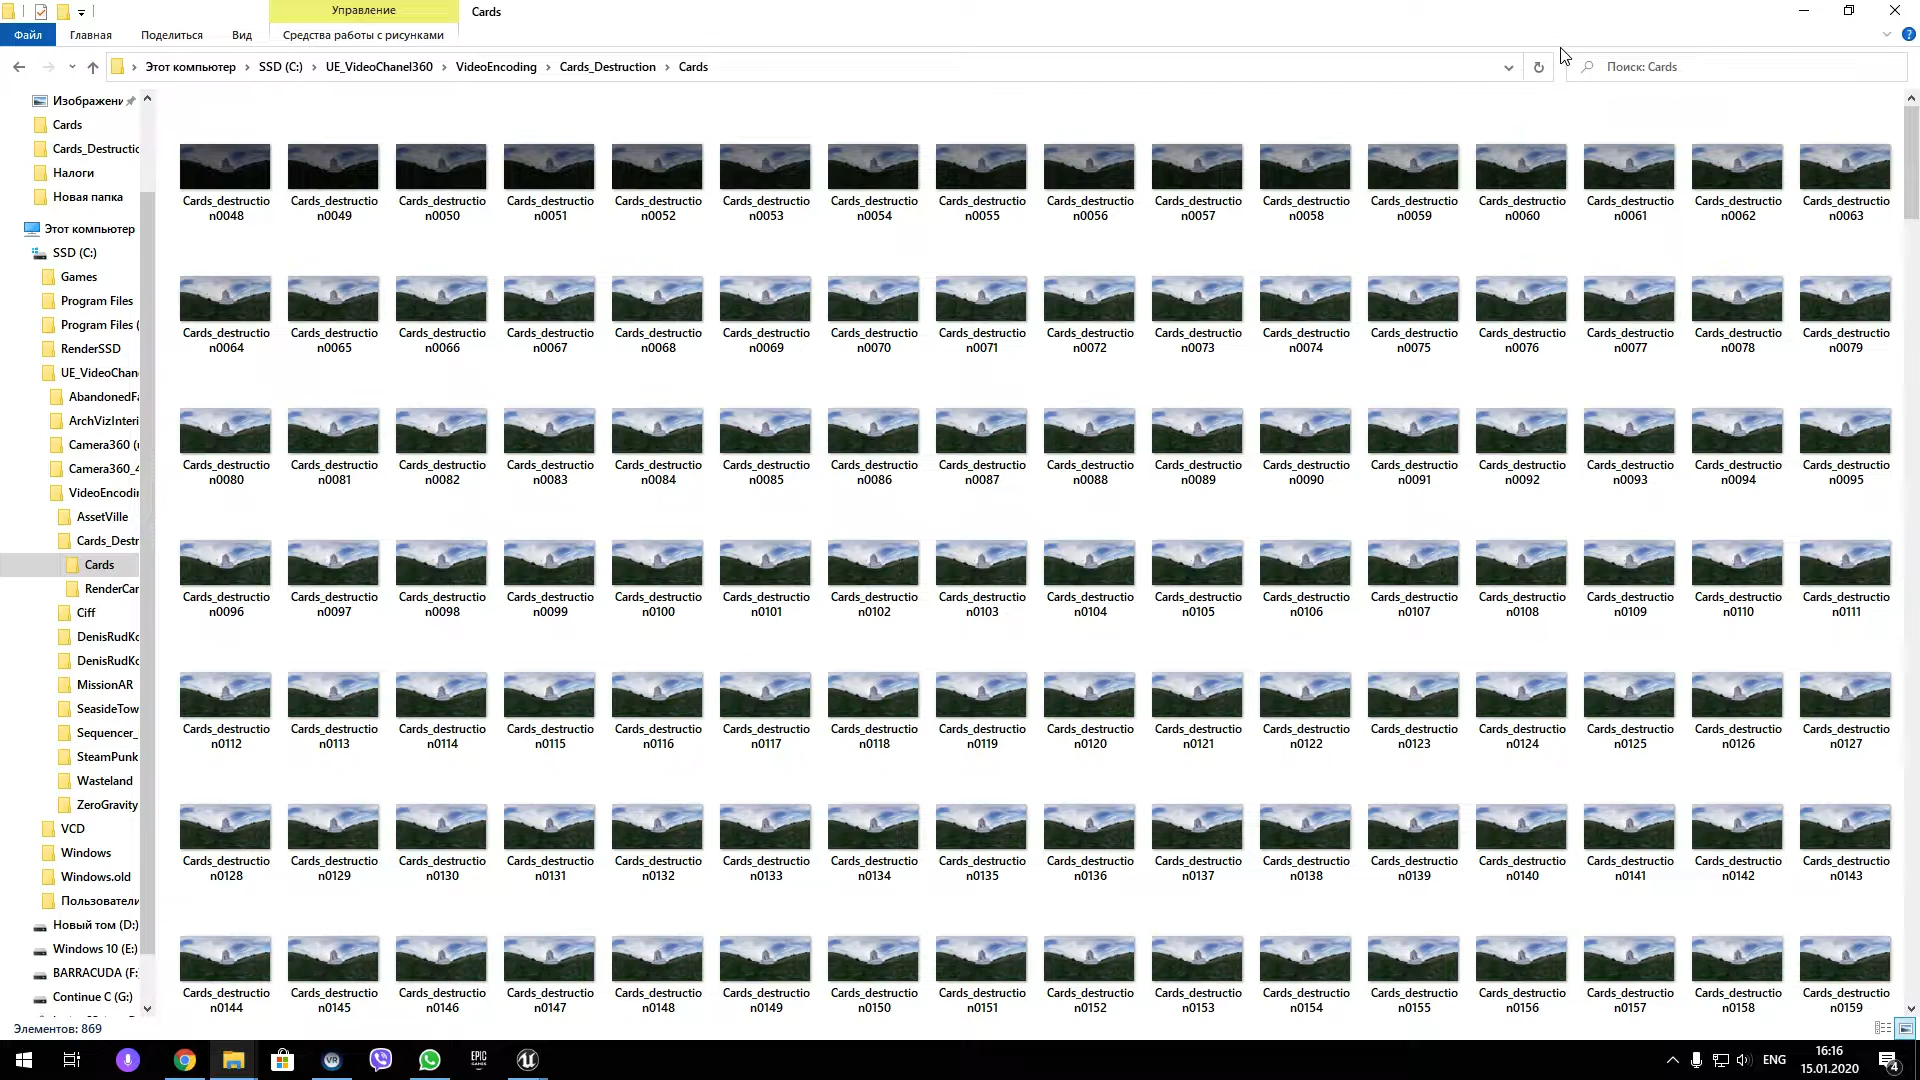 Управление
Cards
Файл
Главная
Поделиться
Вид
Средства работы с рисунками
Этот компьютер
SSD (C:)
UE_VideoChanel360
VideoEncoding
Cards_Destruction
Cards
Поиск: Cards
Изображени
Cards
Cards_Destructio
Налоги
Новая папка
Этот компьютер
SSD (C:)
Games
Program Files
Program Files (
RenderSSD
UE_VideoChan
AbandonedFa
ArchVizInteri
Camera360 (
Camera360_4
VideoEncodin
AssetVille
Cards_Destr
Cards
RenderCar
Ciff
DenisRudKo
DenisRudKo
MissionAR
SeasideTow
Sequencer_
SteamPunk
Wasteland
ZeroGravity
VCD
Windows
Windows.old
Пользователи
Новый том (D:)
Windows 10 (E:)
BARRACUDA (F:
Continue C (G:)
Cards_destructio Cards_destructio Cards_destructio Cards_destructio Cards_destructio Cards_destructio Cards_destructio Cards_destructio Cards_destructio Cards_destructio Cards_destructio Cards_destructio Cards_destructio Cards_destructio Cards_destructio Cards_destructio
n0048 n0049 n0050 n0051 n0052 n0053 n0054 n0055 n0056 n0057 n0058 n0059 n0060 n0061 n0062 n0063
Cards_destructio Cards_destructio Cards_destructio Cards_destructio Cards_destructio Cards_destructio Cards_destructio Cards_destructio Cards_destructio Cards_destructio Cards_destructio Cards_destructio Cards_destructio Cards_destructio Cards_destructio Cards_destructio
n0064 n0065 n0066 n0067 n0068 n0069 n0070 n0071 n0072 n0073 n0074 n0075 n0076 n0077 n0078 n0079
Cards_destructio Cards_destructio Cards_destructio Cards_destructio Cards_destructio Cards_destructio Cards_destructio Cards_destructio Cards_destructio Cards_destructio Cards_destructio Cards_destructio Cards_destructio Cards_destructio Cards_destructio Cards_destructio
n0080 n0081 n0082 n0083 n0084 n0085 n0086 n0087 n0088 n0089 n0090 n0091 n0092 n0093 n0094 n0095
Cards_destructio Cards_destructio Cards_destructio Cards_destructio Cards_destructio Cards_destructio Cards_destructio Cards_destructio Cards_destructio Cards_destructio Cards_destructio Cards_destructio Cards_destructio Cards_destructio Cards_destructio Cards_destructio
n0096 n0097 n0098 n0099 n0100 n0101 n0102 n0103 n0104 n0105 n0106 n0107 n0108 n0109 n0110 n0111
Cards_destructio Cards_destructio Cards_destructio Cards_destructio Cards_destructio Cards_destructio Cards_destructio Cards_destructio Cards_destructio Cards_destructio Cards_destructio Cards_destructio Cards_destructio Cards_destructio Cards_destructio Cards_destructio
n0112 n0113 n0114 n0115 n0116 n0117 n0118 n0119 n0120 n0121 n0122 n0123 n0124 n0125 n0126 n0127
Cards_destructio Cards_destructio Cards_destructio Cards_destructio Cards_destructio Cards_destructio Cards_destructio Cards_destructio Cards_destructio Cards_destructio Cards_destructio Cards_destructio Cards_destructio Cards_destructio Cards_destructio Cards_destructio
n0128 n0129 n0130 n0131 n0132 n0133 n0134 n0135 n0136 n0137 n0138 n0139 n0140 n0141 n0142 n0143
Cards_destructio Cards_destructio Cards_destructio Cards_destructio Cards_destructio Cards_destructio Cards_destructio Cards_destructio Cards_destructio Cards_destructio Cards_destructio Cards_destructio Cards_destructio Cards_destructio Cards_destructio Cards_destructio
n0144 n0145 n0146 n0147 n0148 n0149 n0150 n0151 n0152 n0153 n0154 n0155 n0156 n0157 n0158 n0159
Элементов: 869
VR
EPIC
GAMES
ENG
16:16
15.01.2020
4